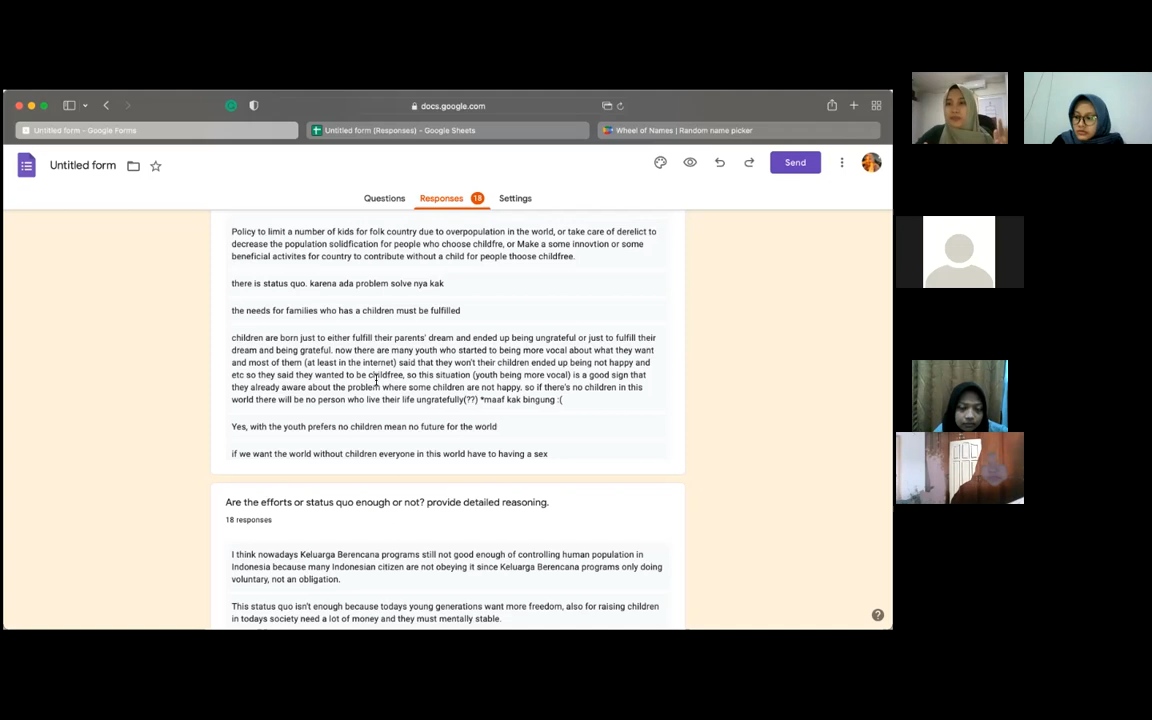 docs.google.com
Untitled form - Google Forms
Untitled form (Responses) - Google Sheets
Wheel of Names | Random name picker
Untitled form
Send
Questions
Responses 18
Settings
Policy to limit a number of kids for folk country due to overpopulation in the world, or take care of derelict to
decrease the population solidfication for people who choose childfre, or Make a some innovtion or some
beneficial activites for country to contribute without a child for people thoose childfree.
there is status quo. karena ada problem solve nya kak
the needs for families who has a children must be fulfilled
children are born just to either fulfill their parents' dream and ended up being ungrateful or just to fulfill their
dream and being grateful. now there are many youth who started to being more vocal about what they want
and most of them (at least in the internet) said that they won't their children ended up being not happy and
etc so they said they wanted to be childfree, so this situation (youth being more vocal) is a good sign that
they already aware about the problem where some children are not happy. so if there's no children in this
world there will be no person who live their life ungratefully(??) *maaf kak bingung :(
Yes, with the youth prefers no children mean no future for the world
if we want the world without children everyone in this world have to having a sex
Are the efforts or status quo enough or not? provide detailed reasoning.
18 responses
I think nowadays Keluarga Berencana programs still not good enough of controlling human population in
Indonesia because many Indonesian citizen are not obeying it since Keluarga Berencana programs only doing
voluntary, not an obligation.
This status quo isn't enough because todays young generations want more freedom, also for raising children
in todays society need a lot of money and they must mentally stable.